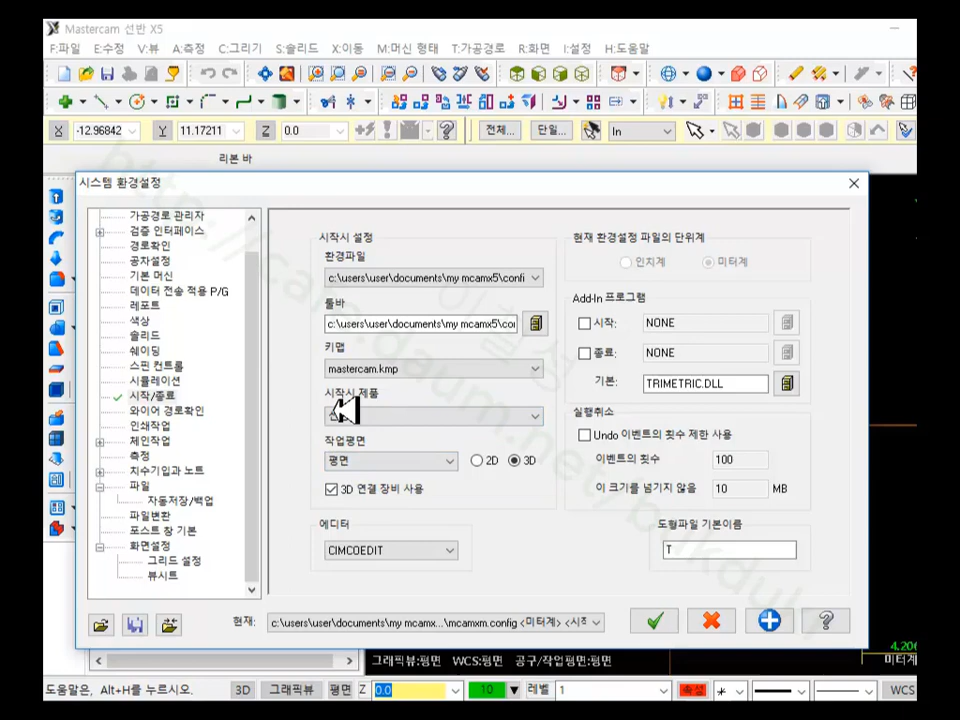 Mastercam 선반 X5
F:파일 E:수정 V:뷰 A:측정 C:그리기 S:솔리드 X:이동 M:머신 형태 T:가공경로 R:화면 I:설정 H:도움말
X -12.96842 Y 11.17211 Z 0.0 전체... 단일... In
리본 바
시스템 환경설정
가공경로 관리자
검증 인터페이스
경로확인
공차설정
기본 머신
데이터 전송 적용 P/G
레포트
색상
솔리드
쉐이딩
스핀 컨트롤
시뮬레이션
시작/종료
와이어 경로확인
인쇄작업
체인작업
측정
치수기입과 노트
파일
자동저장/백업
파일변환
포스트 창 기본
화면설정
그리드 설정
뷰시트
시작시 설정
환경파일
c:\users\user\documents\my mcamx5\confi
툴바
c:\users\user\documents\my mcamx5\coi
키맵
mastercam.kmp
시작시 제품
작업평면
평면 2D 3D
3D 연결 장비 사용
에디터
CIMCOEDIT
현재 환경설정 파일의 단위계
인치계 미터계
Add-In 프로그램
시작: NONE
종료: NONE
기본: TRIMETRIC.DLL
실행취소
Undo 이벤트의 횟수 제한 사용
이벤트의 횟수 100
이 크기를 넘기지 않음 10 MB
도형파일 기본이름
T
현재: c:\users\user\documents\my mcamx...\mcamxm.config <미터계> <시작
4.206
그래픽뷰:평면 WCS:평면 공구/작업평면:평면 미터계
도움말은, Alt+H를 누르시오. 3D 그래픽뷰 평면 Z 0.0 10 레벨 1 속성 WCS